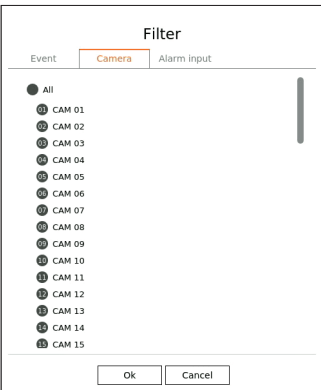 Filter
Event Camera Alarm input
All
01 CAM 01
02 CAM 02
03 CAM 03
04 CAM 04
05 CAM 05
06 CAM 06
07 CAM 07
08 CAM 08
09 CAM 09
10 CAM 10
11 CAM 11
12 CAM 12
13 CAM 13
14 CAM 14
15 CAM 15
Ok Cancel